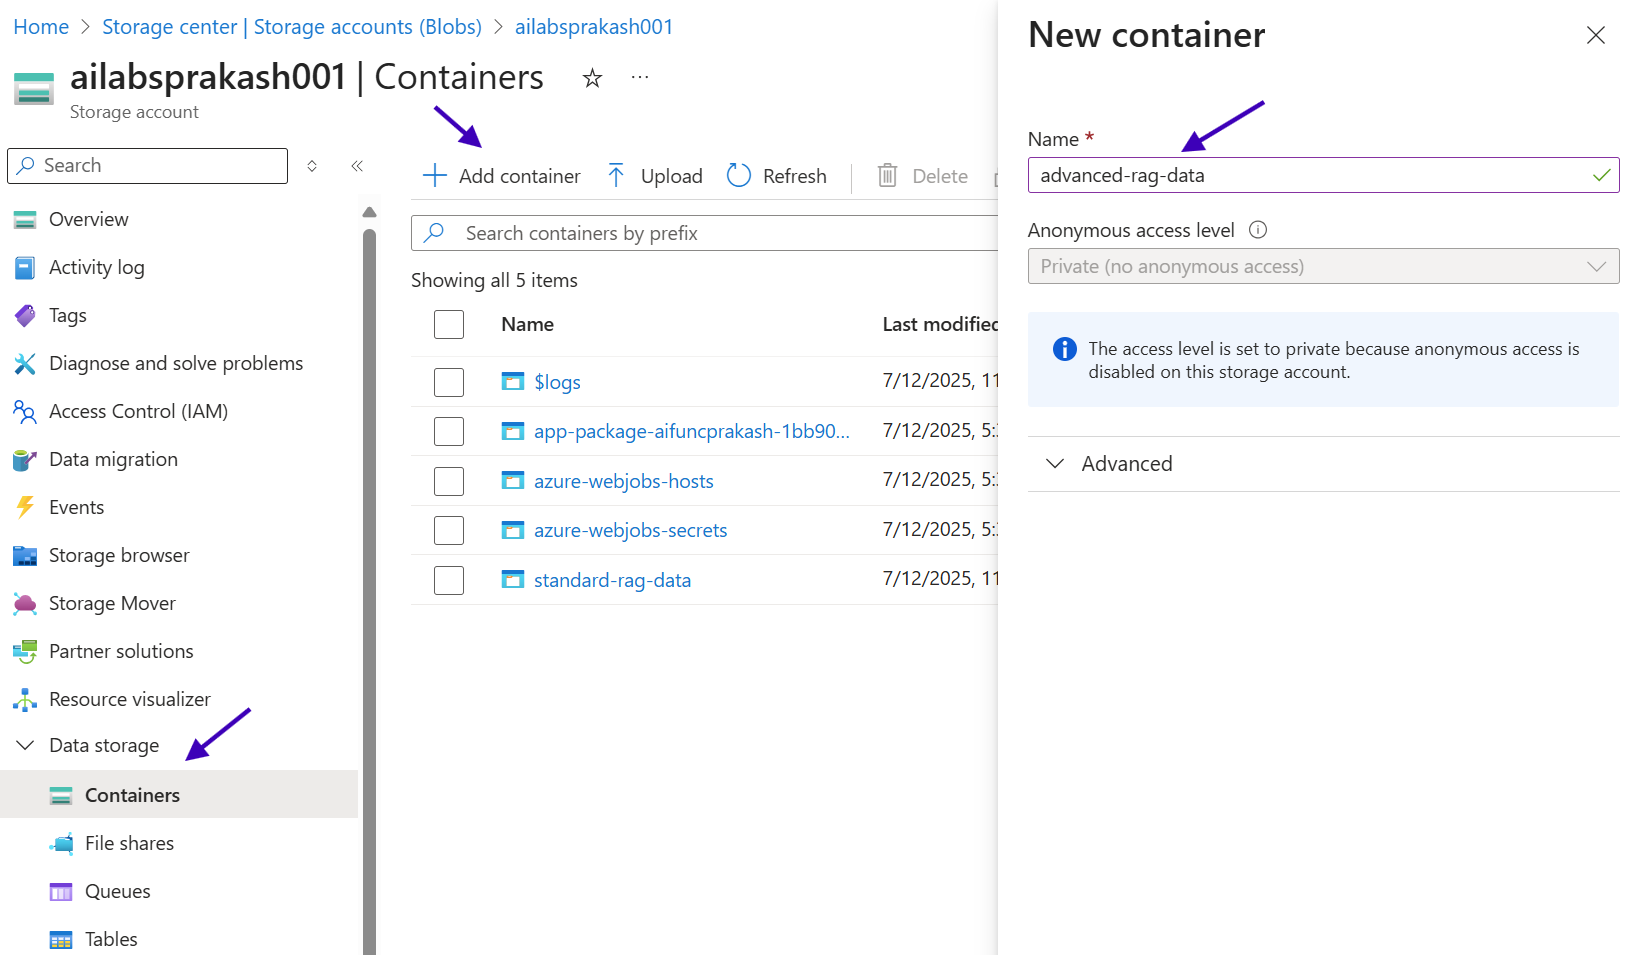 Home > Storage center | Storage accounts (Blobs) > ailabsprakash001
ailabsprakash001 | Containers
Storage account
Search
Overview
Activity log
Tags
Diagnose and solve problems
Access Control (IAM)
Data migration
Events
Storage browser
Storage Mover
Partner solutions
Resource visualizer
Data storage
Containers
File shares
Queues
Tables
Add container Upload Refresh Delete
Search containers by prefix
Showing all 5 items
Name Last modified
$logs 7/12/2025, 11
app-package-aifuncprakash-1bb90... 7/12/2025, 5:
azure-webjobs-hosts 7/12/2025, 5:
azure-webjobs-secrets 7/12/2025, 5:
standard-rag-data 7/12/2025, 11
New container
Name *
advanced-rag-data
Anonymous access level
Private (no anonymous access)
The access level is set to private because anonymous access is
disabled on this storage account.
Advanced